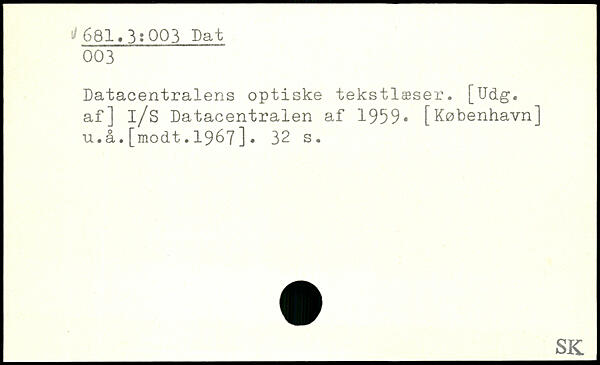 681.3:003 Dat
003
Datacentralens optiske tekstlæser. [Udg.
af] I/S Datacentralen af 1959. [København]
u.å.[modt.1967]. 32 s.
SK